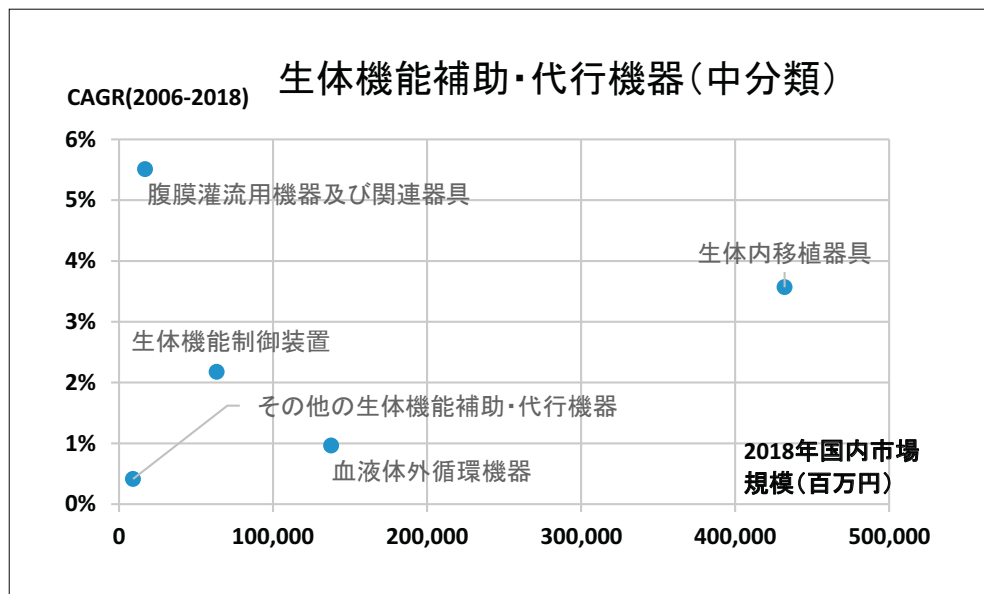 生体機能補助・代行機器（中分類）
CAGR(2006-2018)
6%
腹膜灌流用機器及び関連器具
5%
生体内移植器具
4%
3%
生体機能制御装置
2%
その他の生体機能補助・代行機器
1%
2018年国内市場
規模（百万円）
血液体外循環機器
0%
0 100,000 200,000 300,000 400,000 500,000